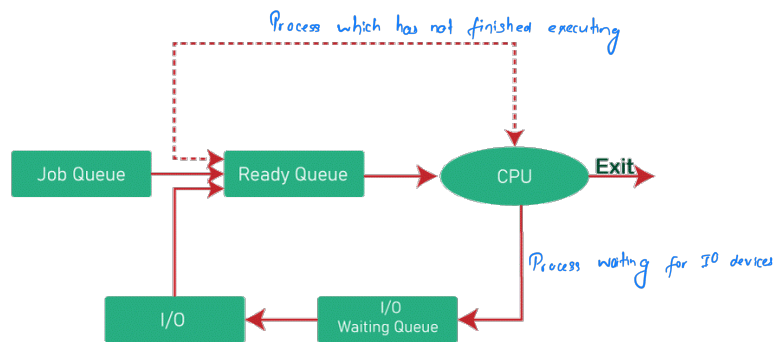 Process which has not finished executing
Job Queue
Ready Queue
CPU
Exit
Process waiting for IO devices
I/O
I/O
Waiting Queue